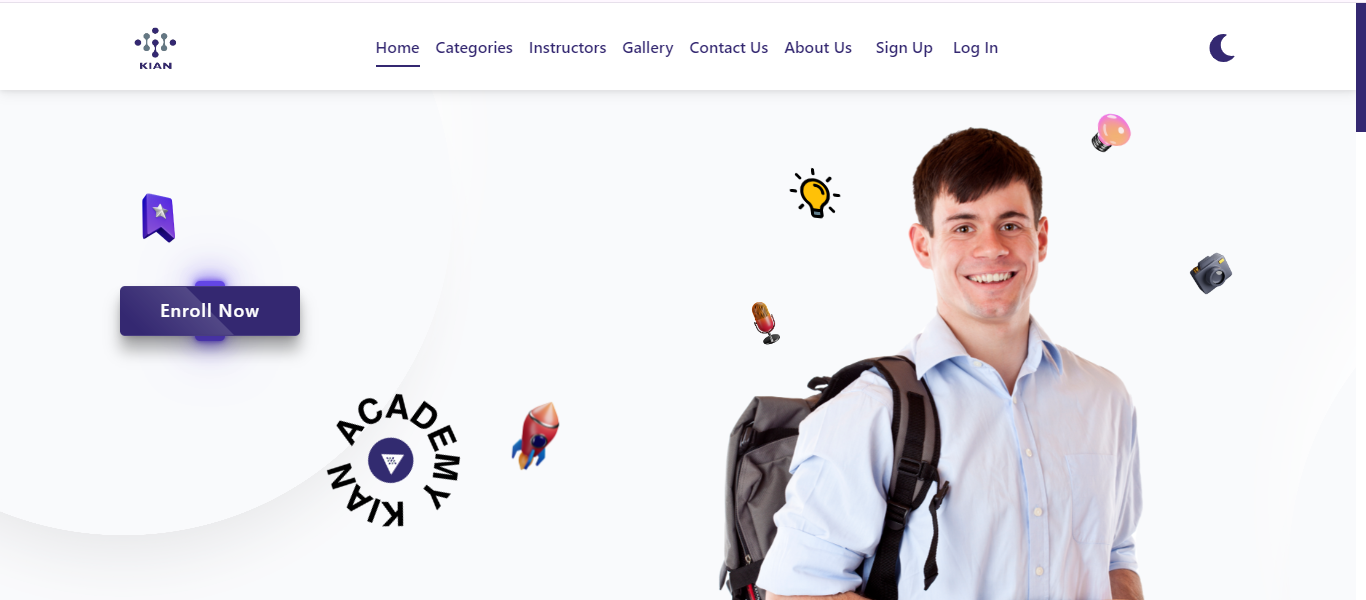 KIAN
Home Categories Instructors Gallery Contact Us About Us Sign Up Log In
Enroll Now
ACADEMY KIAN